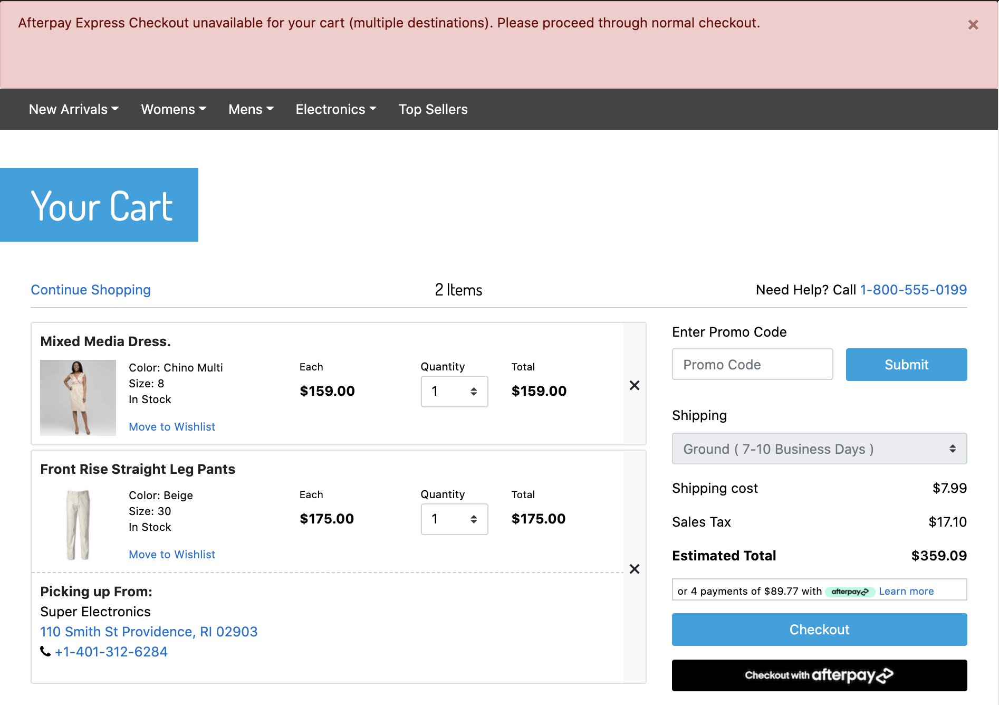 Afterpay Express Checkout unavailable for your cart (multiple destinations). Please proceed through normal checkout.
×
New Arrivals Womens Mens Electronics Top Sellers
Your Cart
Continue Shopping 2 Items Need Help? Call 1-800-555-0199
Mixed Media Dress.
Color: Chino Multi
Size: 8
In Stock
Move to Wishlist
Each
$159.00
Quantity
1
Total
$159.00
Front Rise Straight Leg Pants
Color: Beige
Size: 30
In Stock
Move to Wishlist
Each
$175.00
Quantity
1
Total
$175.00
Picking up From:
Super Electronics
110 Smith St Providence, RI 02903
+1-401-312-6284
Enter Promo Code
Promo Code Submit
Shipping
Ground ( 7-10 Business Days )
Shipping cost $7.99
Sales Tax $17.10
Estimated Total $359.09
or 4 payments of $89.77 with afterpay Learn more
Checkout
Checkout with afterpay